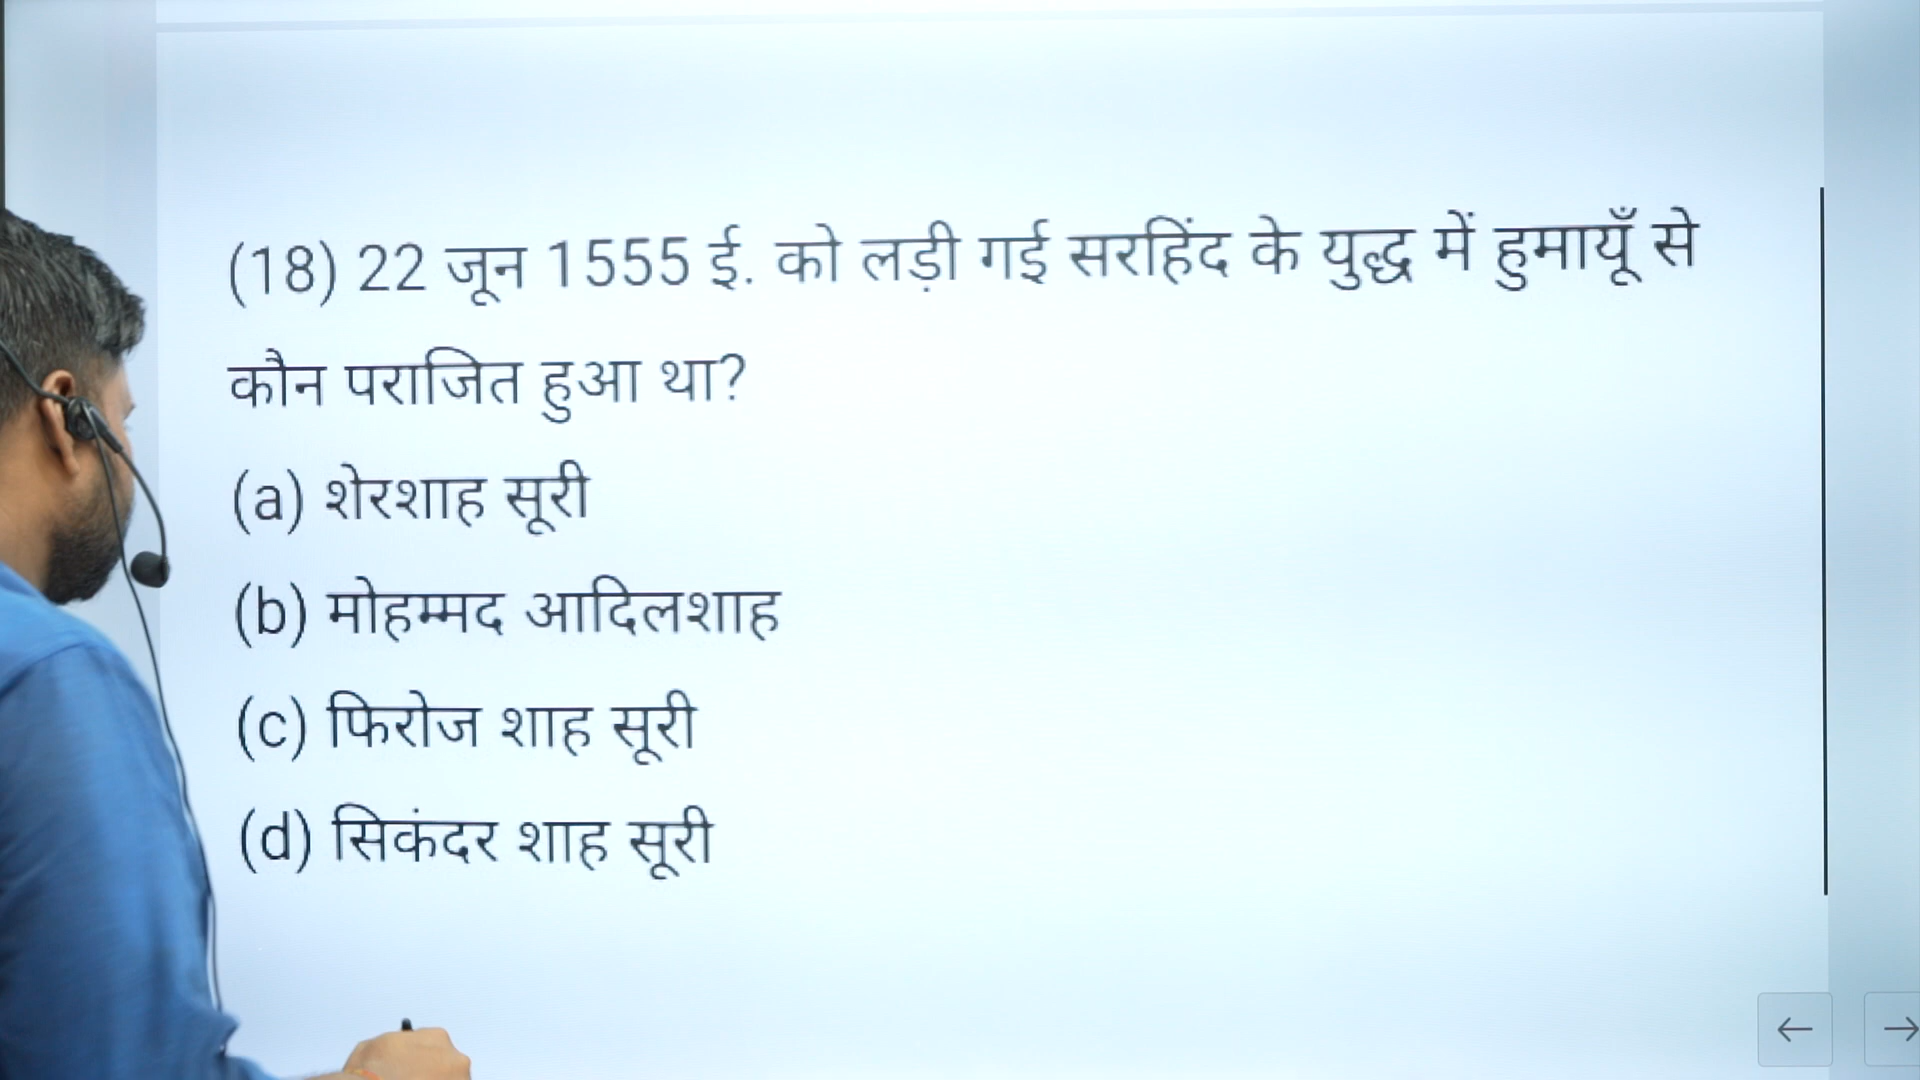 (18) 22 जून 1555 ई. को लड़ी गई सरहिंद के युद्ध में हुमायूँ से
कौन पराजित हुआ था?
(a) शेरशाह सूरी
(b) मोहम्मद आदिलशाह
(c) फिरोज शाह सूरी
(d) सिकंदर शाह सूरी